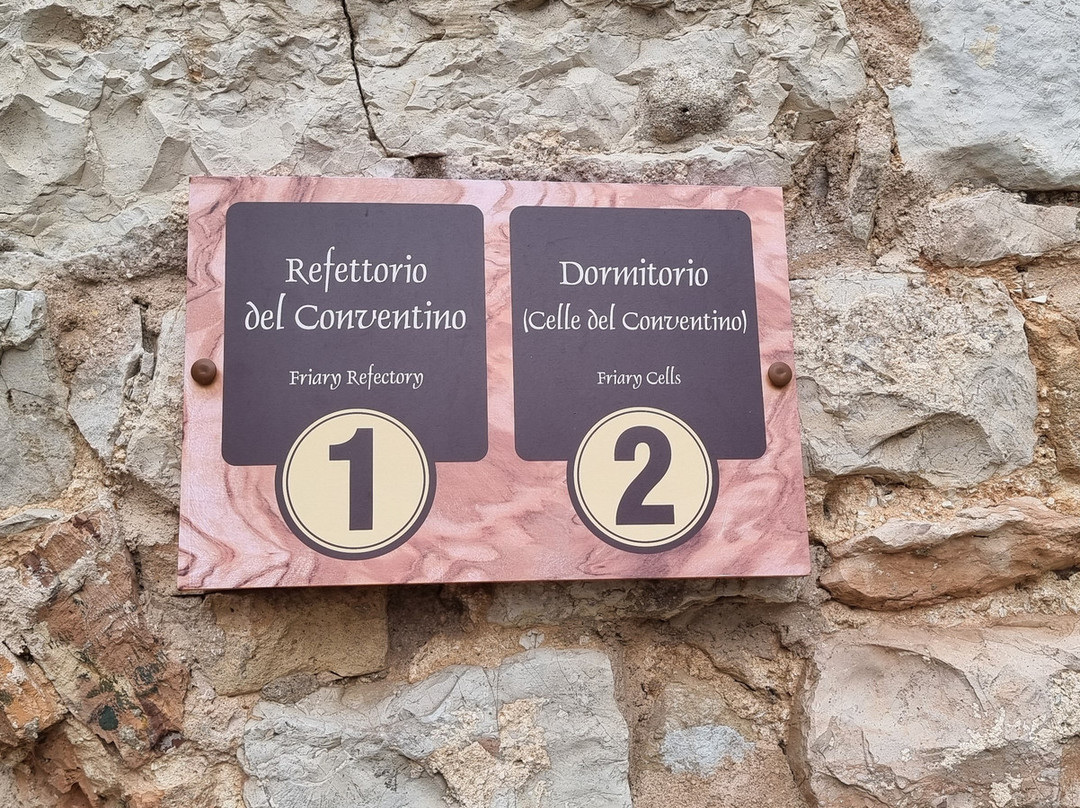 Refettorio
del Conventino
Friary Refectory
1
Dormitorio
(Celle del Conventino)
Friary Cells
2